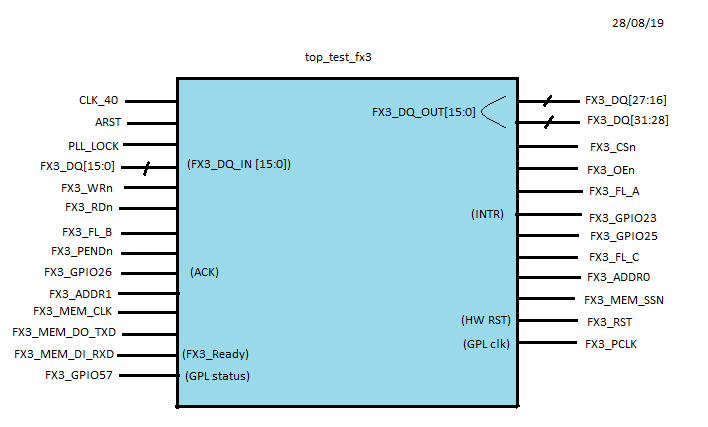 28/08/19
top_test_fx3
CLK_40
ARST
PLL_LOCK
FX3_DQ[15:0]
(FX3_DQ_IN [15:0])
FX3_WRn
FX3_RDn
FX3_FL_B
FX3_PENDn
FX3_GPIO26
(ACK)
FX3_ADDR1
FX3_MEM_CLK
FX3_MEM_DO_TXD
FX3_MEM_DI_RXD
(FX3_Ready)
FX3_GPIO57
(GPL status)
FX3_DQ_OUT[15:0]
FX3_DQ[27:16]
FX3_DQ[31:28]
FX3_CSn
FX3_OEn
FX3_FL_A
(INTR)
FX3_GPIO23
FX3_GPIO25
FX3_FL_C
FX3_ADDR0
FX3_MEM_SSN
(HW RST)
FX3_RST
(GPL clk)
FX3_PCLK